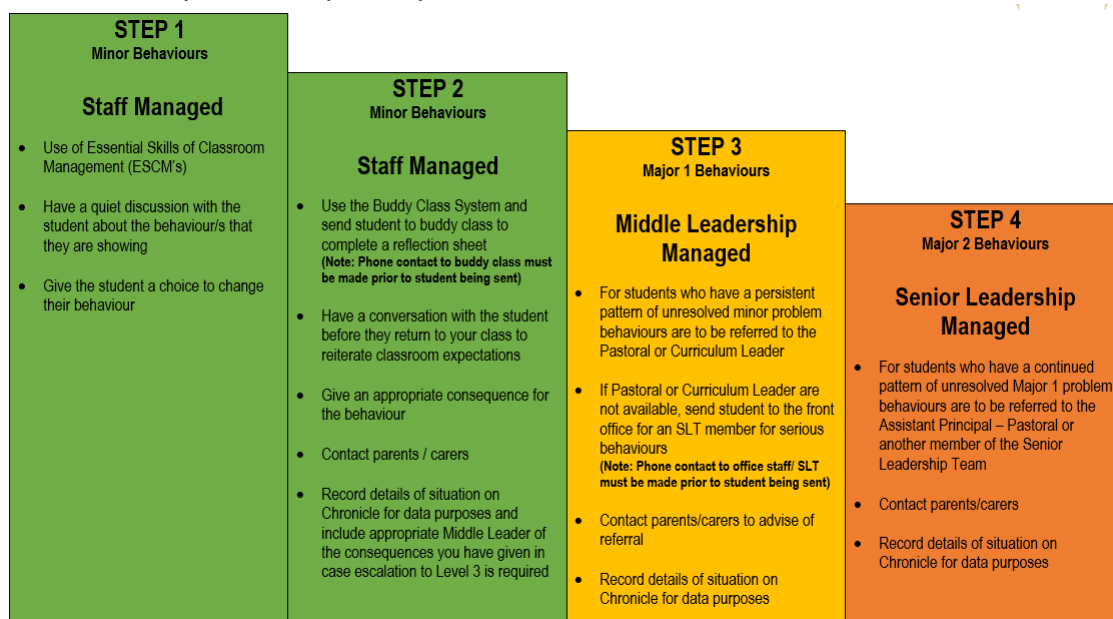 STEP 1
Minor Behaviours
Staff Managed
• Use of Essential Skills of Classroom
Management (ESCM's)
• Have a quiet discussion with the
student about the behaviour/s that
they are showing
• Give the student a choice to change
their behaviour
STEP 2
Minor Behaviours
Staff Managed
• Use the Buddy Class System and
send student to buddy class to
complete a reflection sheet
(Note: Phone contact to buddy class must
be made prior to student being sent)
• Have a conversation with the student
before they return to your class to
reiterate classroom expectations
• Give an appropriate consequence for
the behaviour
• Contact parents / carers
• Record details of situation on
Chronicle for data purposes and
include appropriate Middle Leader of
the consequences you have given in
case escalation to Level 3 is required
STEP 3
Major 1 Behaviours
Middle Leadership
Managed
• For students who have a persistent
pattern of unresolved minor problem
behaviours are to be referred to the
Pastoral or Curriculum Leader
• If Pastoral or Curriculum Leader are
not available, send student to the front
office for an SLT member for serious
behaviours
(Note: Phone contact to office staff/ SLT
must be made prior to student being sent)
• Contact parents/carers to advise of
referral
• Record details of situation on
Chronicle for data purposes
STEP 4
Major 2 Behaviours
Senior Leadership
Managed
• For students who have a continued
pattern of unresolved Major 1 problem
behaviours are to be referred to the
Assistant Principal – Pastoral or
another member of the Senior
Leadership Team
• Contact parents/carers
• Record details of situation on
Chronicle for data purposes